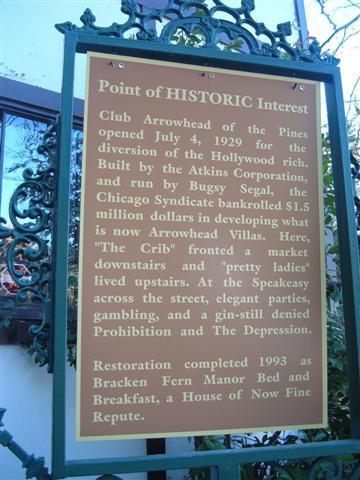 Point of HISTORIC Interest
Club Arrowhead of the Pines
opened July 4, 1929 for the
diversion of the Hollywood rich.
Built by the Atkins Corporation,
and run by Bugsy Segal, the
Chicago Syndicate bankrolled $1.5
million dollars in developing what
is now Arrowhead Villas. Here,
"The Crib" fronted a market
downstairs and "pretty ladies"
lived upstairs. At the Speakeasy
across the street, elegant parties,
gambling, and a gin-still denied
Prohibition and The Depression.
Restoration completed 1993 as
Bracken Fern Manor Bed and
Breakfast, a House of Now Fine
Repute.